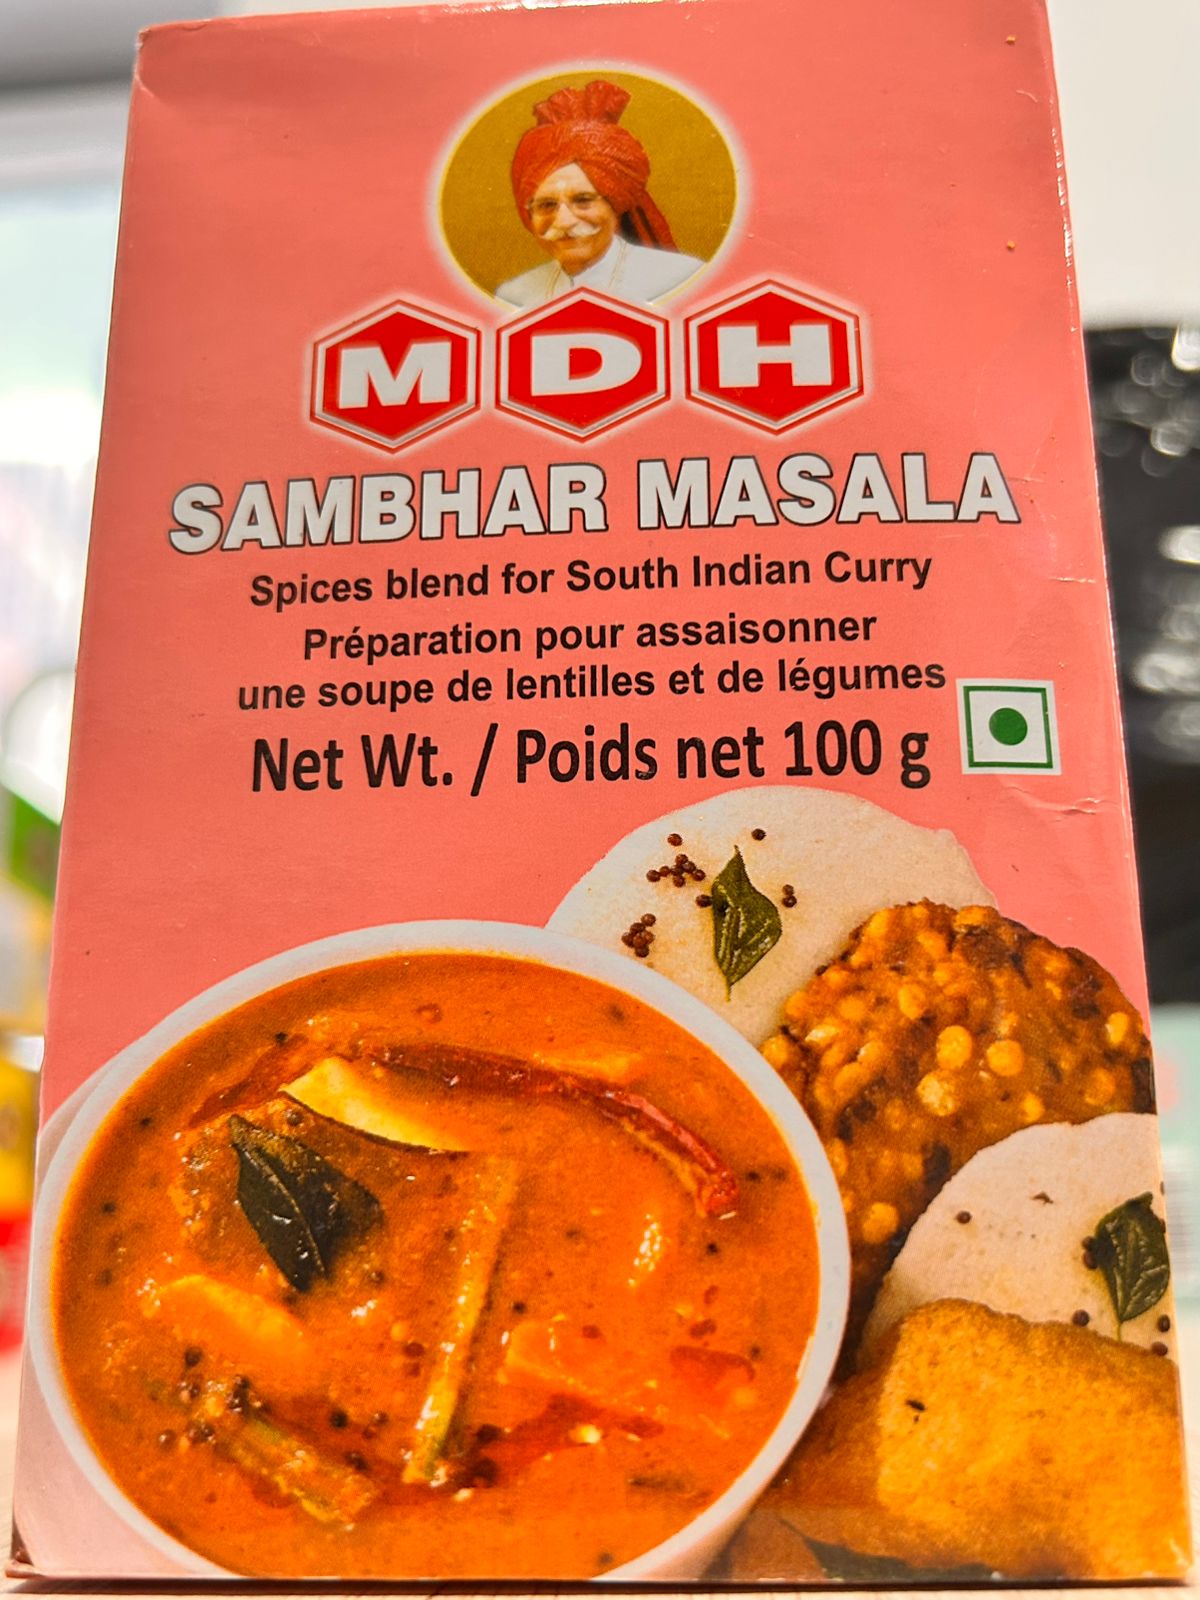 MDH
SAMBHAR MASALA
Spices blend for South Indian Curry
Préparation pour assaisonner
une soupe de lentilles et de légumes
Net Wt. / Poids net 100 g